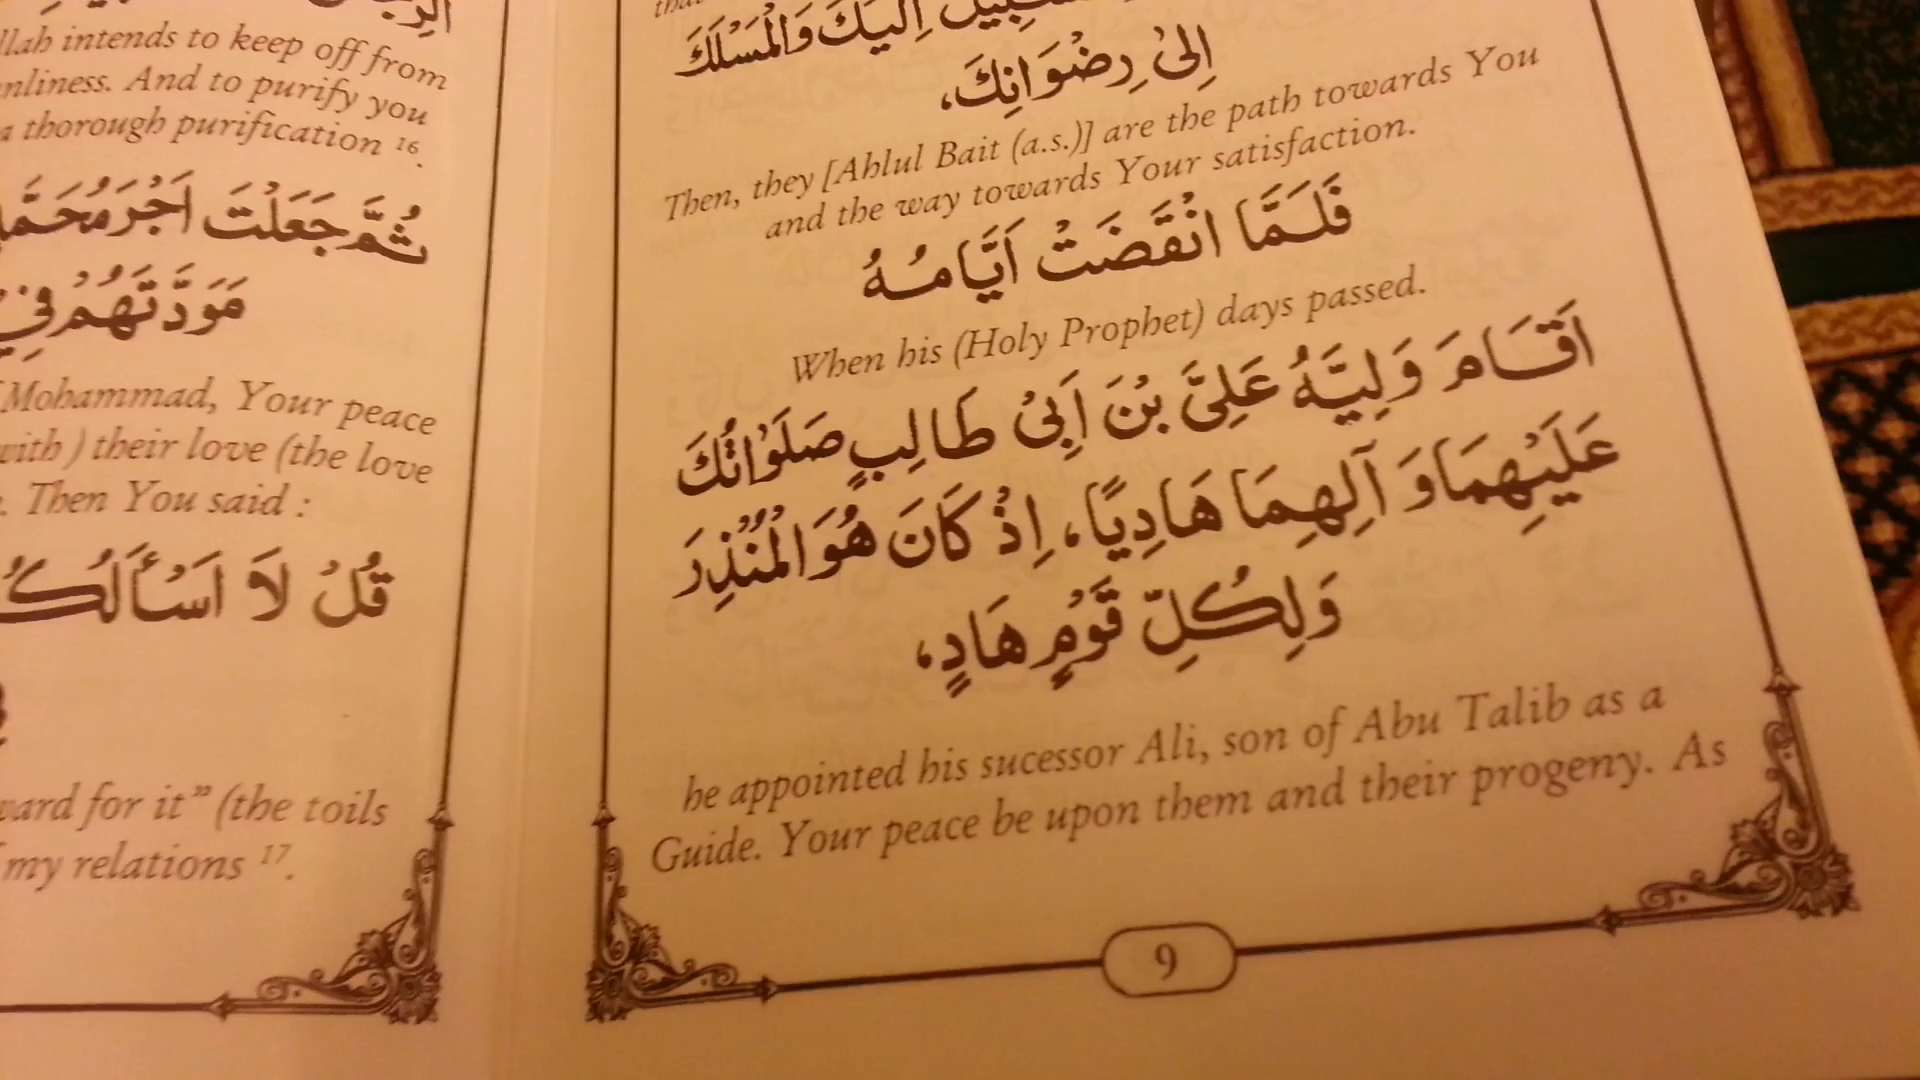 llah intends to keep off from
nliness. And to purify you
a thorough purification 16.
ثُمَّ جَعَلْتَ اَجْرَ مُحَمَّ
مَوَدَّتَهُمْ فِيْ
Mohammad, Your peace
with ) their love (the love
. Then You said :
قُلْ لَا اَسْأَلُكُ
ward for it” (the toils
my relations 17.
اِلَيْكَ وَالْمَسْلَكَ
اِلىٰ رِضْوَانِكَ،
Then, they [Ahlul Bait (a.s.)] are the path towards You
and the way towards Your satisfaction.
فَلَمَّا انْقَضَتْ اَيَّامُهُ
When his (Holy Prophet) days passed.
اَقَامَ وَلِيَّهُ عَلِيَّ بْنَ اَبِيْ طَالِبٍ صَلَوٰاتُكَ
عَلَيْهِمَا وَ آلِهِمَا هَادِيًا، اِذْ كَانَ هُوَ الْمُنْذِرَ
وَلِكُلِّ قَوْمٍ هَادٍ،
he appointed his sucessor Ali, son of Abu Talib as a
Guide. Your peace be upon them and their progeny. As
9